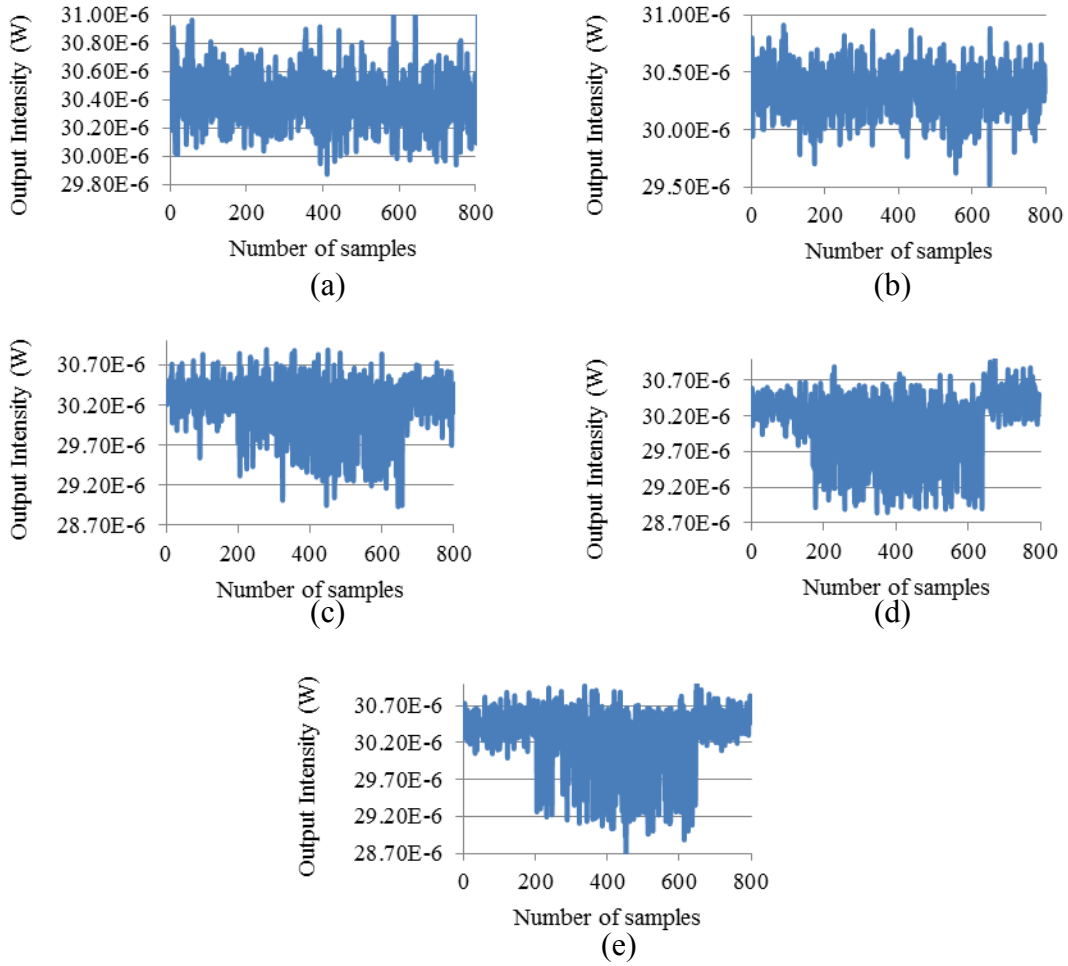 Output Intensity (W)
31.00E-6
30.80E-6
30.60E-6
30.40E-6
30.20E-6
30.00E-6
29.80E-6
0 200 400 600 800
Number of samples
(a)
Output Intensity (W)
31.00E-6
30.50E-6
30.00E-6
29.50E-6
0 200 400 600 800
Number of samples
(b)
Output Intensity (W)
30.70E-6
30.20E-6
29.70E-6
29.20E-6
28.70E-6
0 200 400 600 800
Number of samples
(c)
Output Intensity (W)
30.70E-6
30.20E-6
29.70E-6
29.20E-6
28.70E-6
0 200 400 600 800
Number of samples
(d)
Output Intensity (W)
30.70E-6
30.20E-6
29.70E-6
29.20E-6
28.70E-6
0 200 400 600 800
Number of samples
(e)